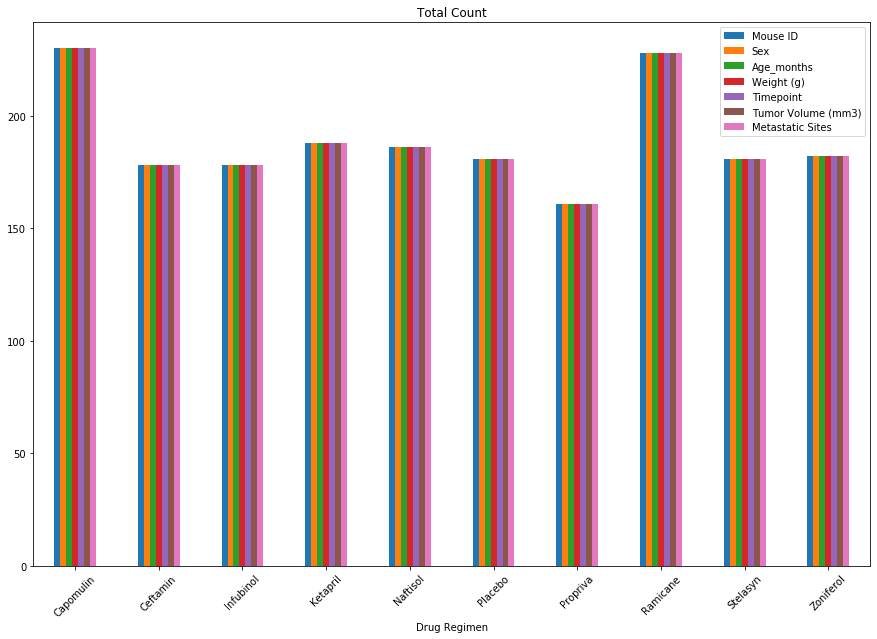 Total Count
Mouse ID
Sex
Age_months
Weight (g)
Timepoint
Tumor Volume (mm3)
Metastatic Sites
200
150
100
50
0
Capomulin
Ceftamin
Infubinol
Ketapril
Naftisol
Placebo
Propriva
Ramicane
Stelasyn
Zoniferol
Drug Regimen